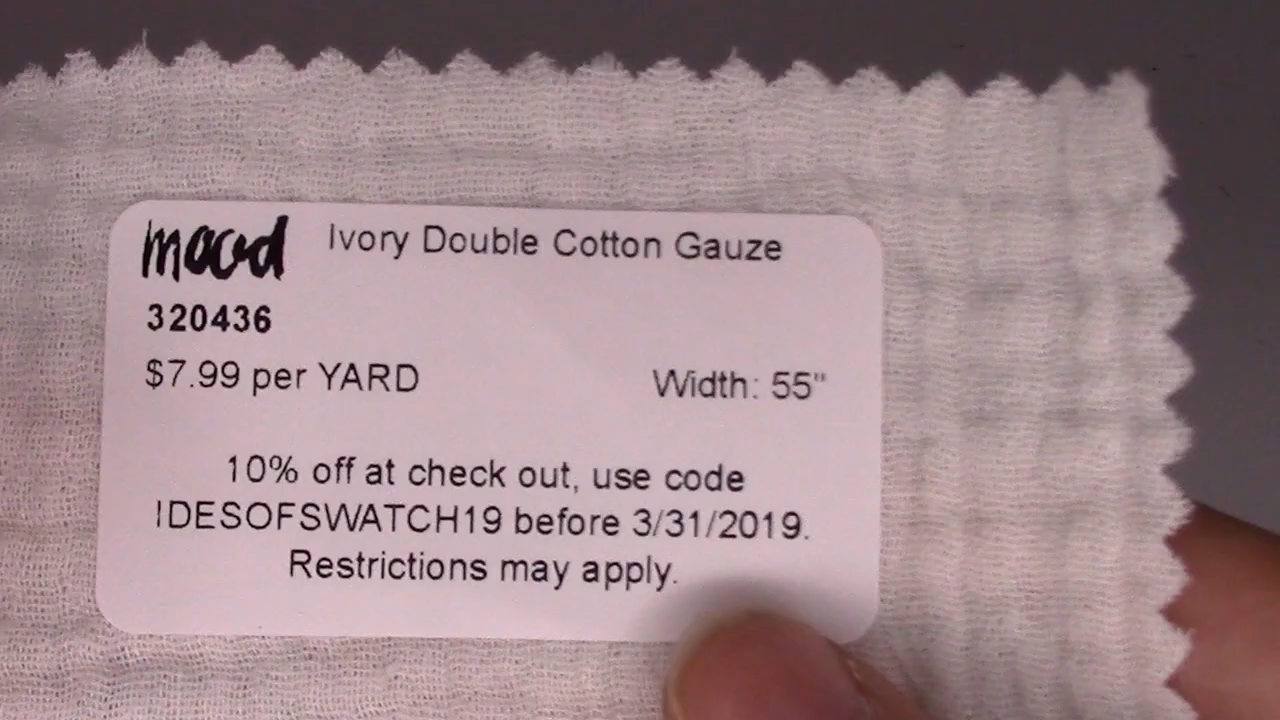 mood Ivory Double Cotton Gauze
320436
$7.99 per YARD Width: 55"
10% off at check out, use code
IDESOFSWATCH19 before 3/31/2019.
Restrictions may apply.